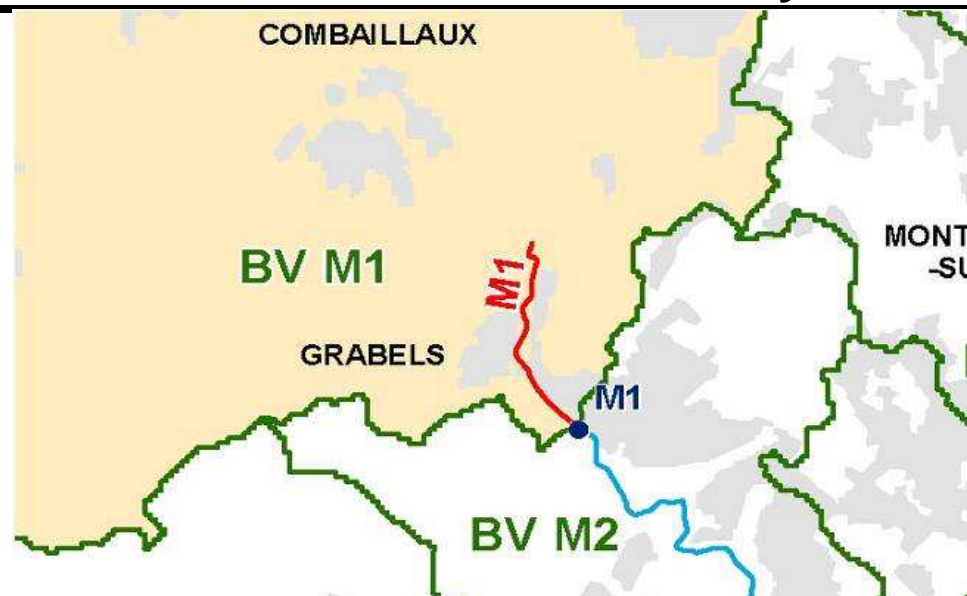 COMBAILLAUX
MONT
-SU
BV M1
M1
GRABELS
M1
BV M2